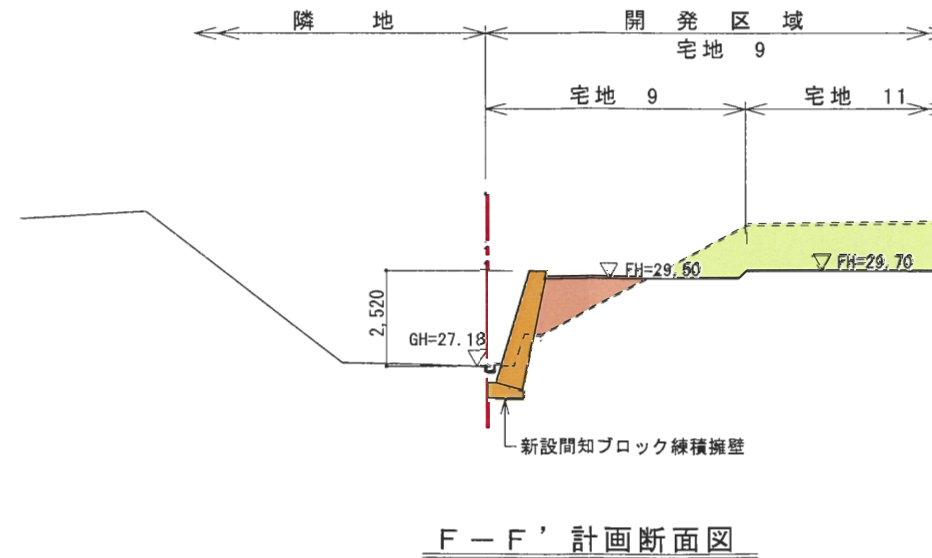 隣 地
開 発 区 域
宅地 9
宅地 9
宅地 11
FH=29.50
FH=29.70
2,520
GH=27.18
新設間知ブロック練積擁壁
F－F’計画断面図